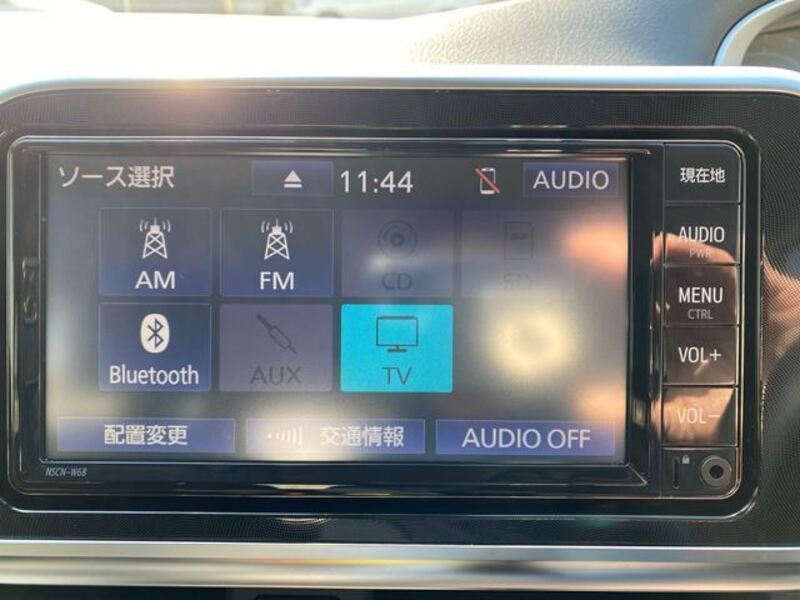 ソース選択 11:44 AUDIO
現在地
AM FM CD SD
AUDIO
PWR
MENU
CTRL
Bluetooth AUX TV
VOL+
VOL-
配置変更 交通情報 AUDIO OFF
NSCN-W68